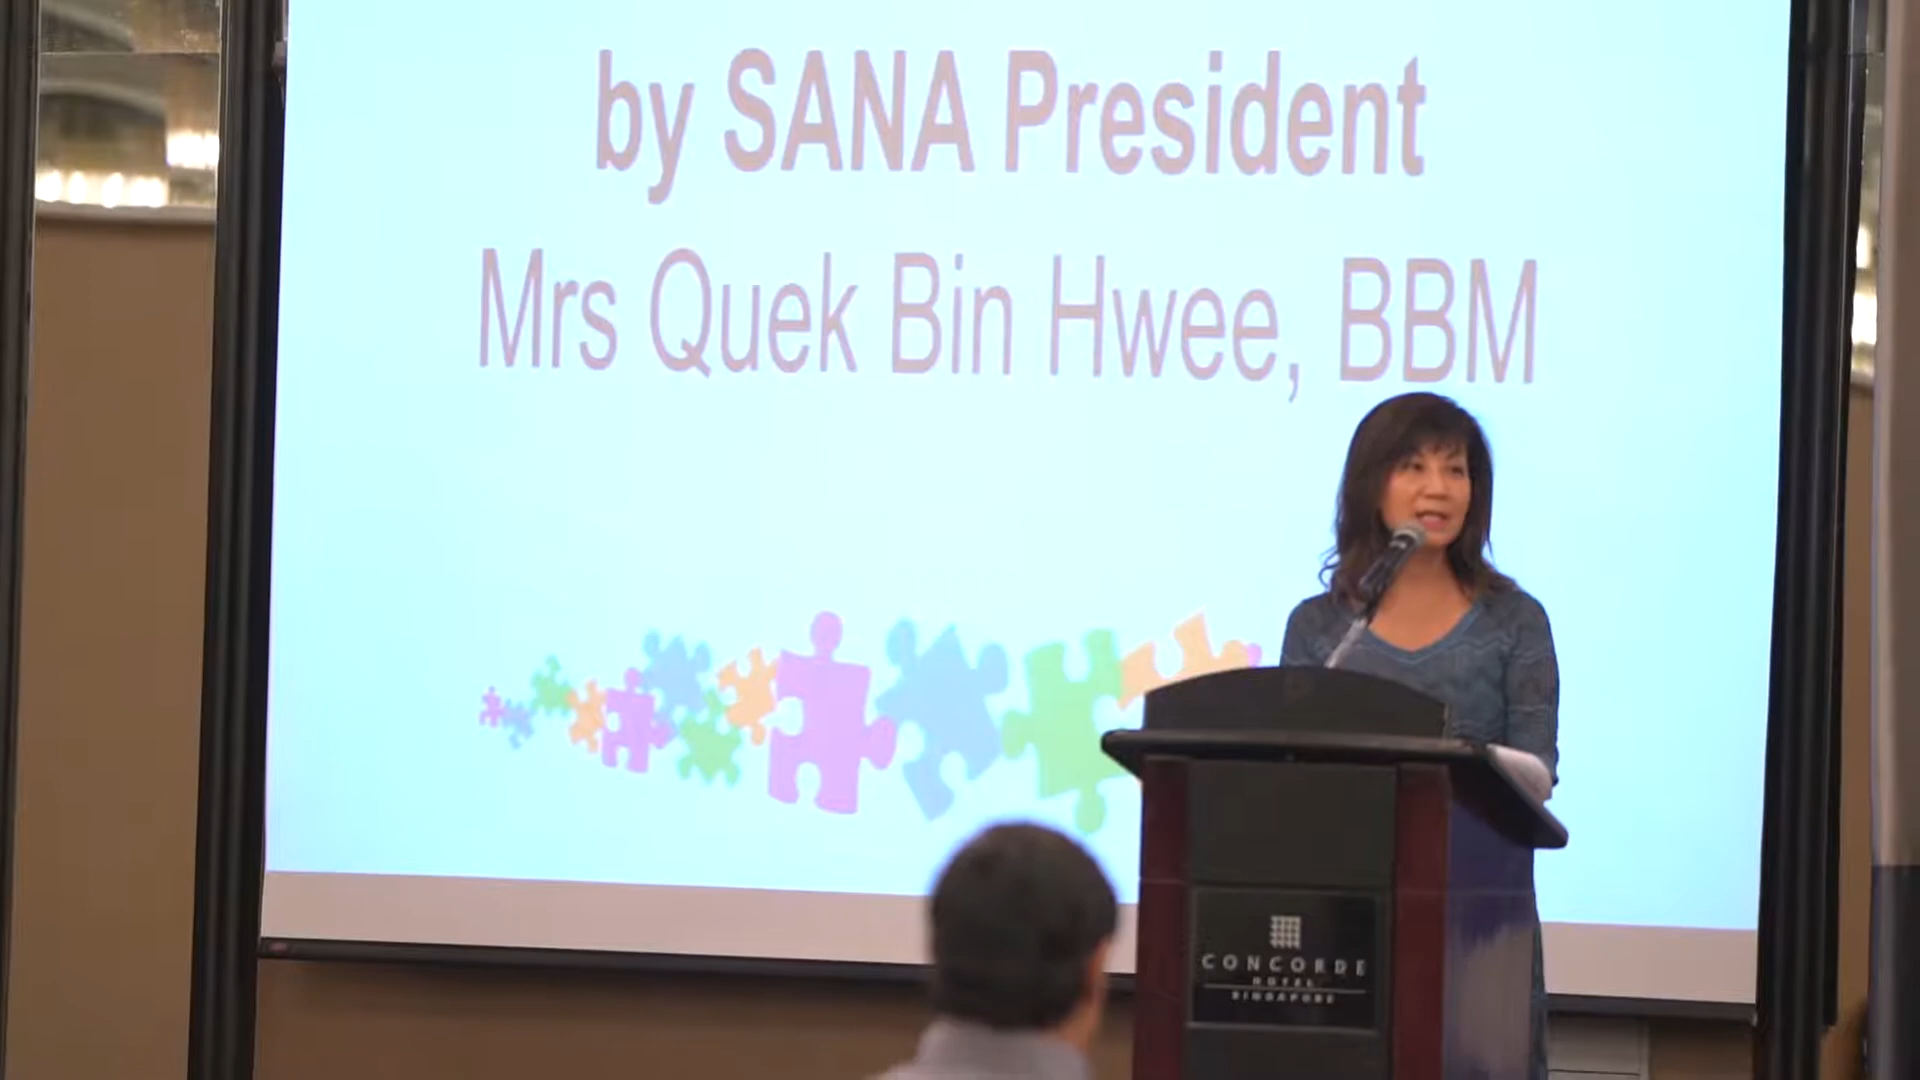 by SANA President
Mrs Quek Bin Hwee, BBM
CONCORDE
HOTEL
SINGAPORE